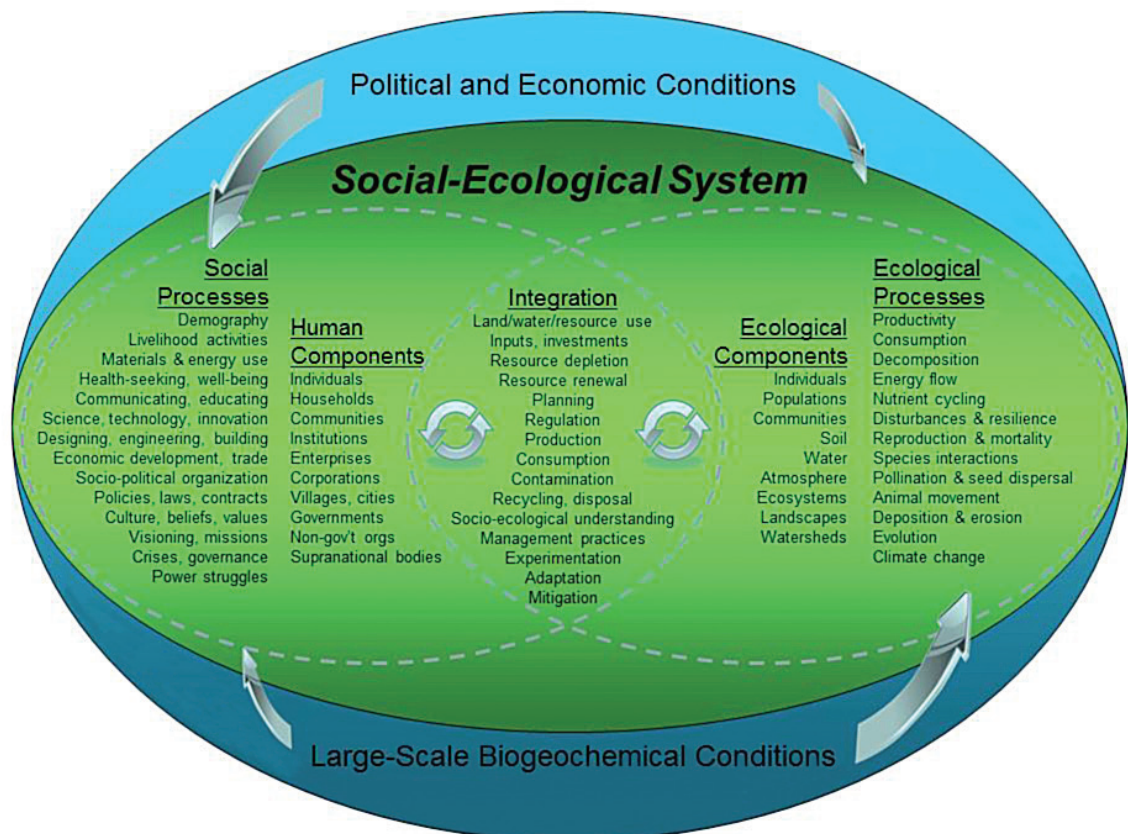 Political and Economic Conditions
Social-Ecological System
Social
Processes
Demography
Livelihood activities
Materials & energy use
Health-seeking, well-being
Communicating, educating
Science, technology, innovation
Designing, engineering, building
Economic development, trade
Socio-political organization
Policies, laws, contracts
Culture, beliefs, values
Visioning, missions
Crises, governance
Power struggles
Human
Components
Individuals
Households
Communities
Institutions
Enterprises
Corporations
Villages, cities
Governments
Non-gov't orgs
Supranational bodies
Integration
Land/water/resource use
Inputs, investments
Resource depletion
Resource renewal
Planning
Regulation
Production
Consumption
Contamination
Recycling, disposal
Socio-ecological understanding
Management practices
Experimentation
Adaptation
Mitigation
Ecological
Components
Individuals
Populations
Communities
Soil
Water
Atmosphere
Ecosystems
Landscapes
Watersheds
Ecological
Processes
Productivity
Consumption
Decomposition
Energy flow
Nutrient cycling
Disturbances & resilience
Reproduction & mortality
Species interactions
Pollination & seed dispersal
Animal movement
Deposition & erosion
Evolution
Climate change
Large-Scale Biogeochemical Conditions